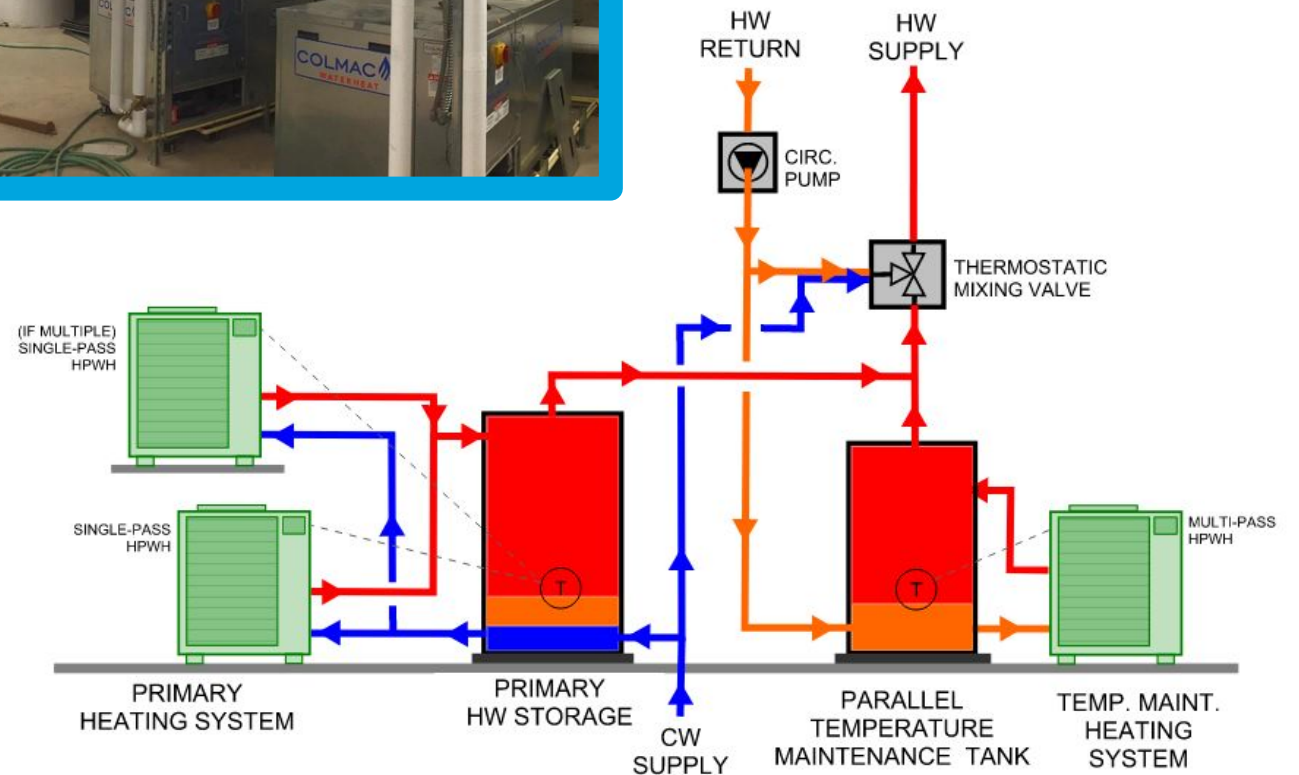 COLMAC
WATERHEAT
COLMAC
HW
RETURN
HW
SUPPLY
CIRC.
PUMP
THERMOSTATIC
MIXING VALVE
(IF MULTIPLE)
SINGLE-PASS
HPWH
SINGLE-PASS
HPWH
T
T
MULTI-PASS
HPWH
PRIMARY
HEATING SYSTEM
PRIMARY
HW STORAGE
CW
SUPPLY
PARALLEL
TEMPERATURE
MAINTENANCE TANK
TEMP. MAINT.
HEATING
SYSTEM